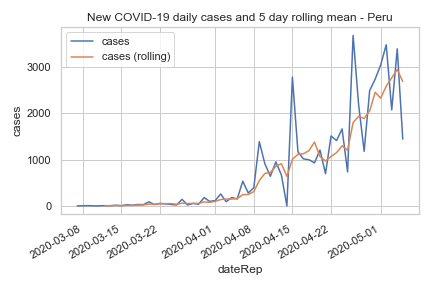 New COVID-19 daily cases and 5 day rolling mean - Peru
cases
cases (rolling)
cases
3000
2000
1000
0
2020-03-08
2020-03-15
2020-03-22
2020-04-01
2020-04-08
2020-04-15
2020-04-22
2020-05-01
dateRep